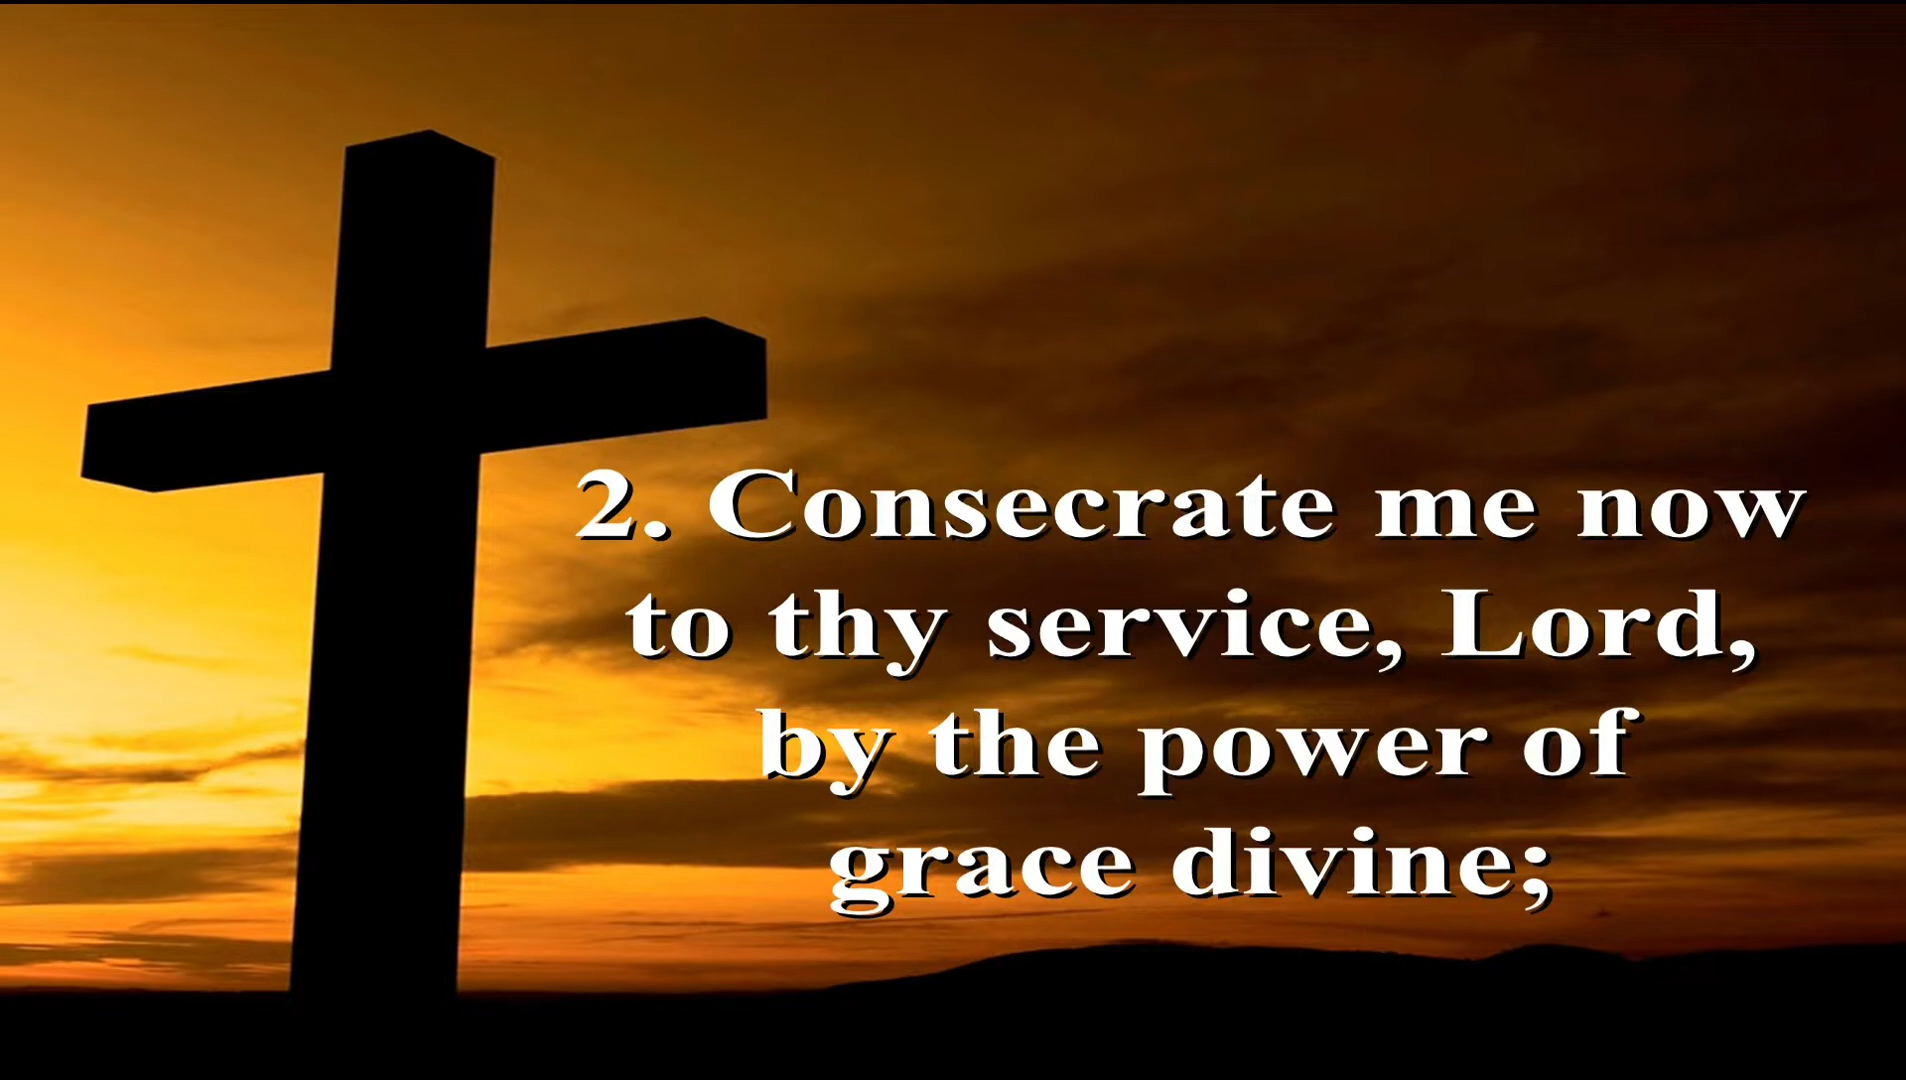 2. Consecrate me now
to thy service, Lord,
by the power of
grace divine;